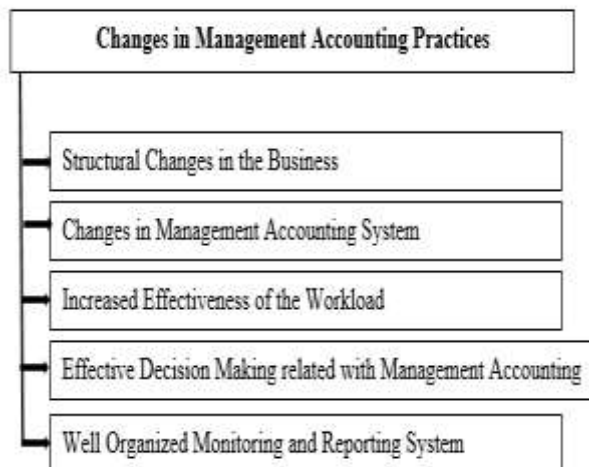 Changes in Management Accounting Practices
Structural Changes in the Business
Changes in Management Accounting System
Increased Effectiveness of the Workload
Effective Decision Making related with Management Accounting
Well Organized Monitoring and Reporting System